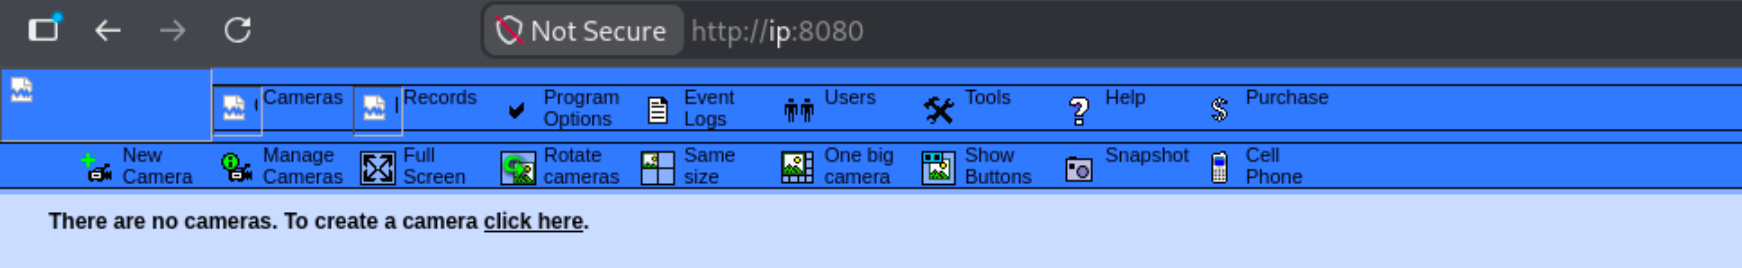 Not Secure http://ip:8080
Cameras Records Program Options Event Logs Users Tools Help Purchase
New Camera Manage Cameras Full Screen Rotate cameras Same size One big camera Show Buttons Snapshot Cell Phone
There are no cameras. To create a camera click here.